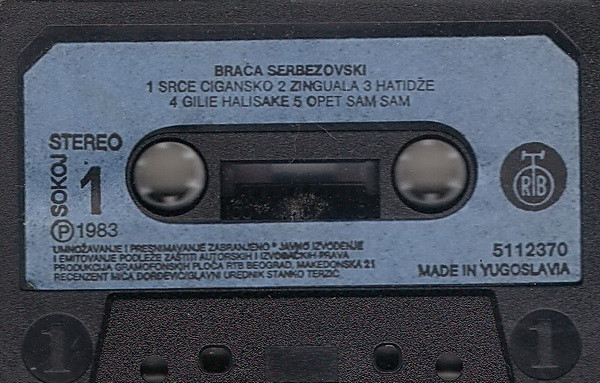 BRAĆA SERBEZOVSKI
1 SRCE CIGANSKO 2 ZINGUALA 3 HATIDŽE
4 GILIE HALISAKE 5 OPET SAM SAM
STEREO
SOKOJ
1
RTB
℗ 1983
UMNOŽAVANJE I PRESNIMAVANJE ZABRANJENO * JAVNO IZVOĐENJE
I EMITOVANJE PODLEŽE ZAŠTITI AUTORSKIH I IZVOĐAČKIH PRAVA
PRODUKCIJA GRAMOFONSKIH PLOČA RTB BEOGRAD, MAKEDONSKA 21
RECENZENT MIĆA ĐORĐEVIĆ/GLAVNI UREDNIK STANKO TERZIĆ
5112370
MADE IN YUGOSLAVIA
1 1